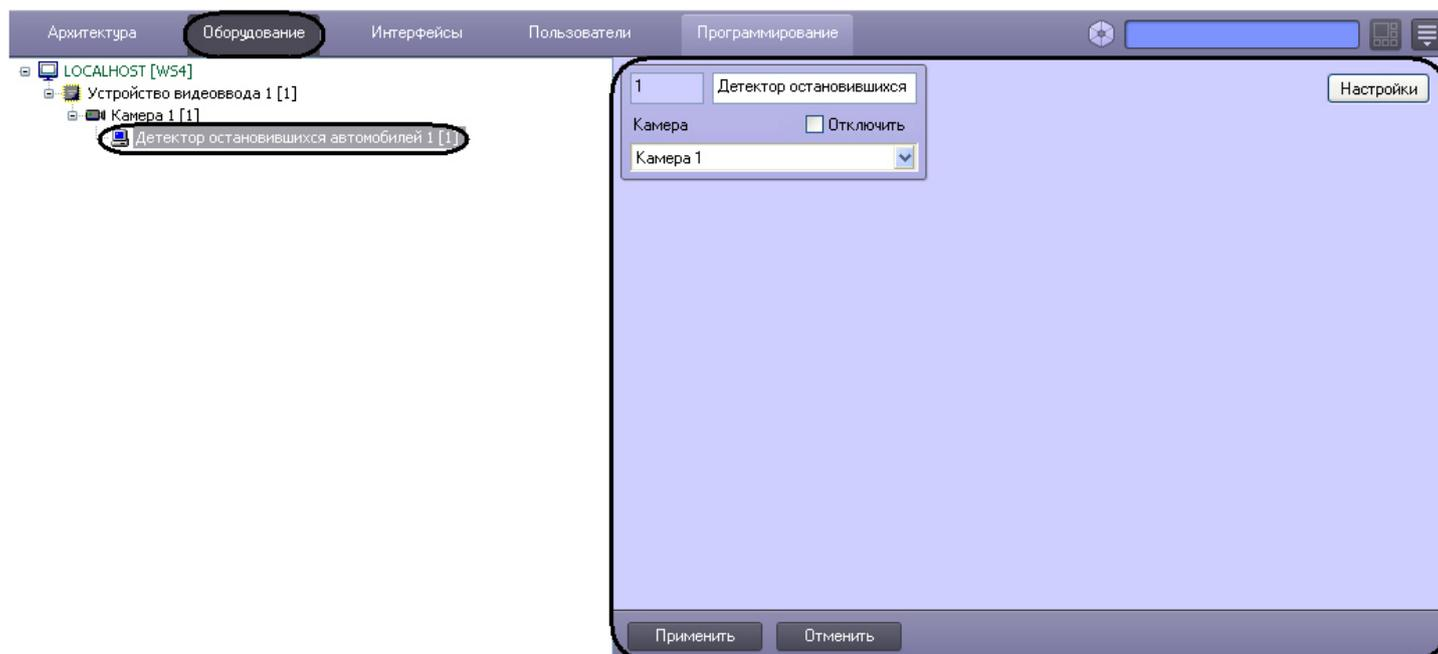 Архитектура Оборудование Интерфейсы Пользователи Программирование
LOCALHOST [WS4]
Устройство видеоввода 1 [1]
Камера 1 [1]
Детектор остановившихся автомобилей 1 [1]
1 Детектор остановившихся
Настройки
Камера Отключить
Камера 1
Применить Отменить